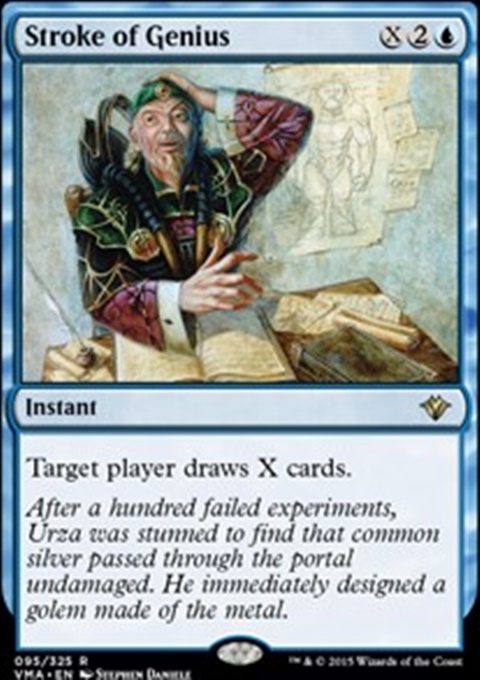 Stroke of Genius X 2
Instant
Target player draws X cards.
After a hundred failed experiments,
Urza was stunned to find that common
silver passed through the portal
undamaged. He immediately designed a
golem made of the metal.
095/325 R
VMA • EN Stephen Daniele
™ & © 2015 Wizards of the Coast